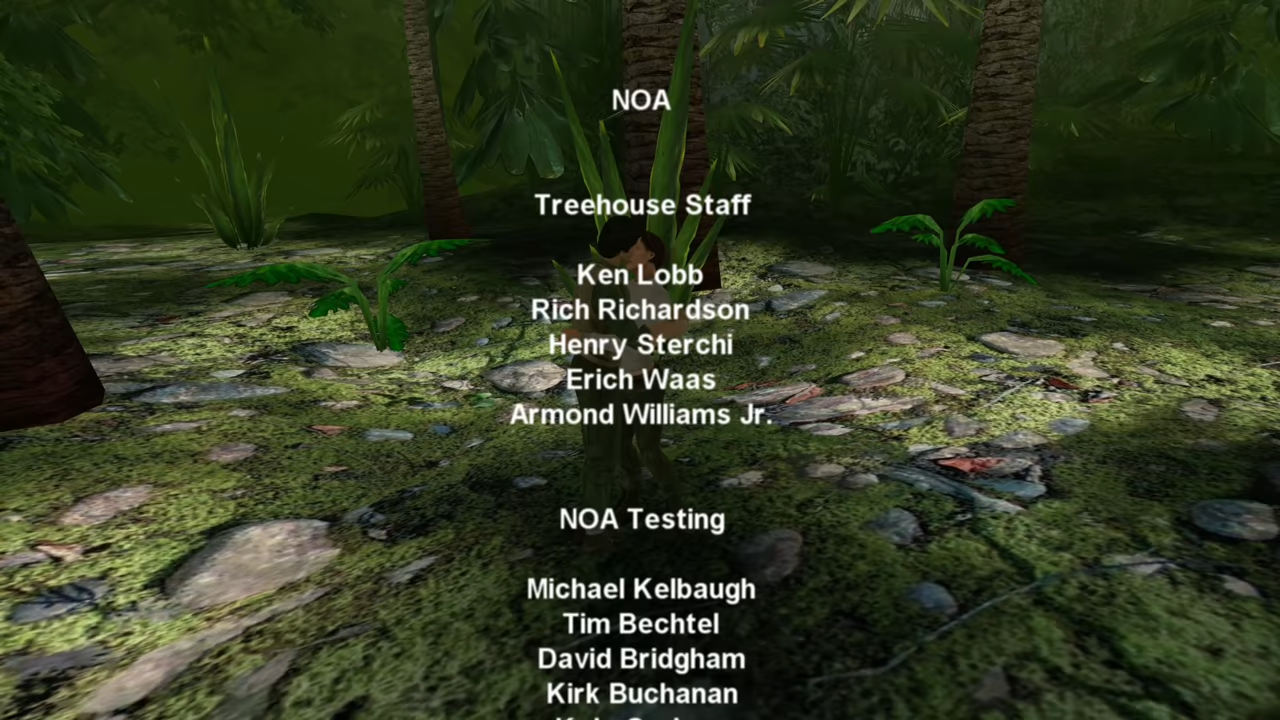 NOA
Treehouse Staff
Ken Lobb
Rich Richardson
Henry Sterchi
Erich Waas
Armond Williams Jr.
NOA Testing
Michael Kelbaugh
Tim Bechtel
David Bridgham
Kirk Buchanan